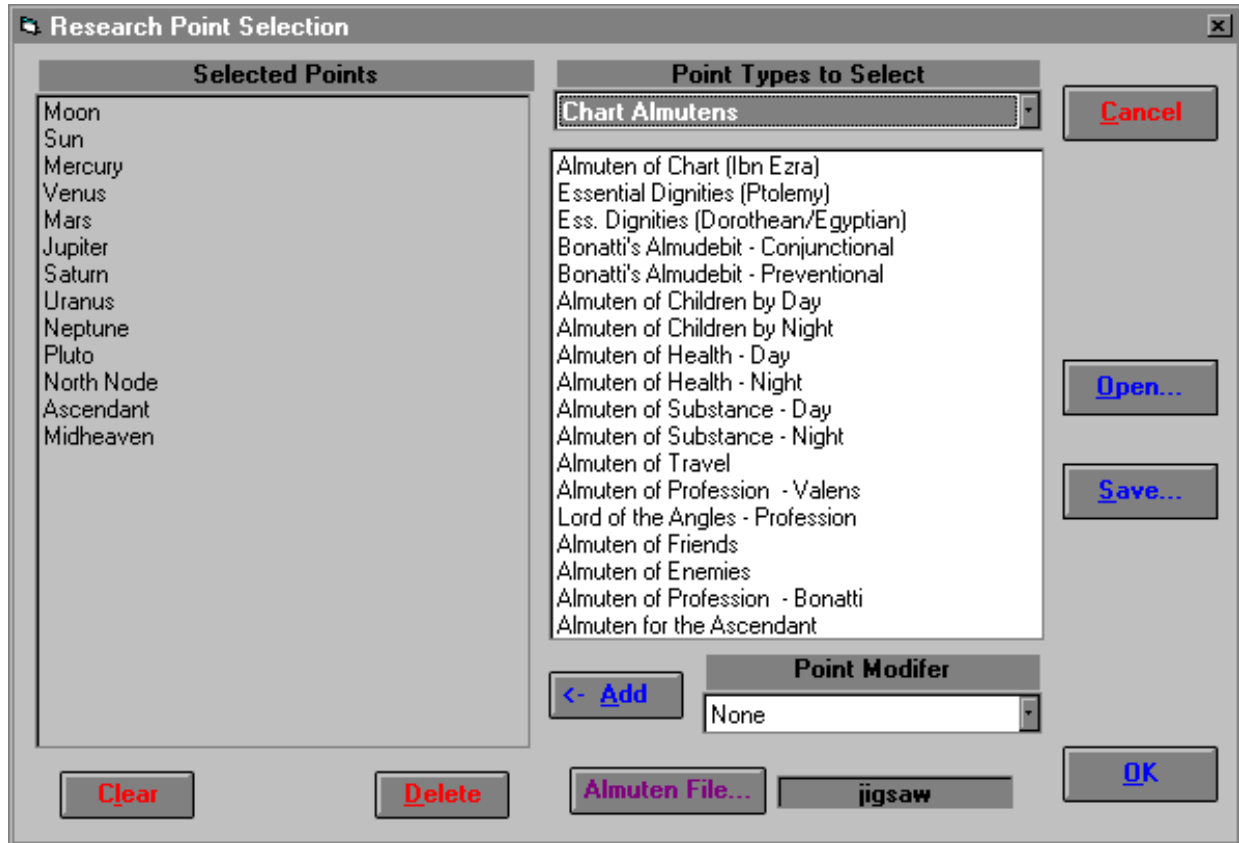 Research Point Selection
Selected Points
Moon
Sun
Mercury
Venus
Mars
Jupiter
Saturn
Uranus
Neptune
Pluto
North Node
Ascendant
Midheaven
Clear
Delete
Point Types to Select
Chart Almutens
Almuten of Chart (Ibn Ezra)
Essential Dignities (Ptolemy)
Ess. Dignities (Dorothean/Egyptian)
Bonatti's Almudebit - Conjunctional
Bonatti's Almudebit - Preventional
Almuten of Children by Day
Almuten of Children by Night
Almuten of Health - Day
Almuten of Health - Night
Almuten of Substance - Day
Almuten of Substance - Night
Almuten of Travel
Almuten of Profession  - Valens
Lord of the Angles - Profession
Almuten of Friends
Almuten of Enemies
Almuten of Profession  - Bonatti
Almuten for the Ascendant
<- Add
Point Modifer
None
Almuten File...
jigsaw
Cancel
Open...
Save...
OK